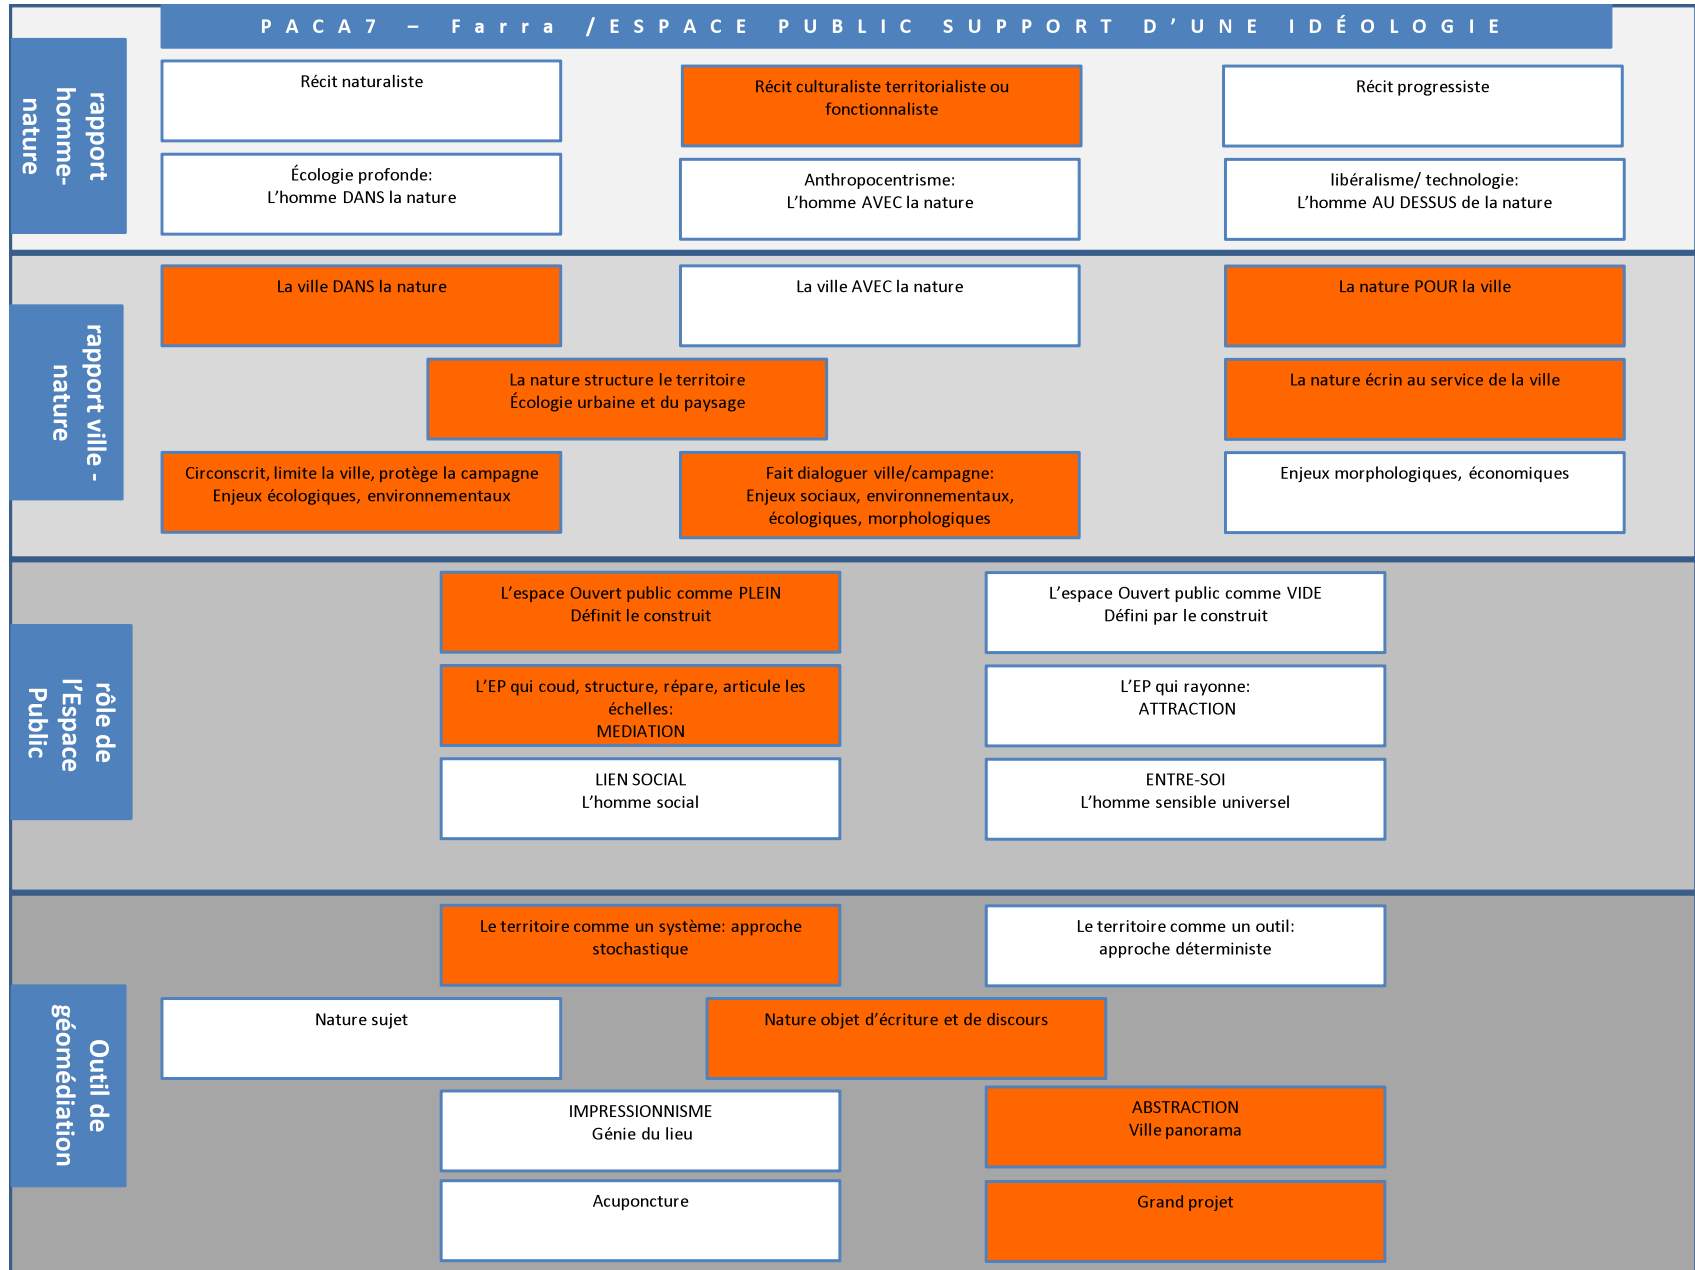 PACA7 – Farra /ESPACE PUBLIC SUPPORT D’UNE IDÉOLOGIE
rapport
homme-
nature
Récit naturaliste
Récit culturaliste territorialiste ou
fonctionnaliste
Récit progressiste
Écologie profonde:
L’homme DANS la nature
Anthropocentrisme:
L’homme AVEC la nature
libéralisme/ technologie:
L’homme AU DESSUS de la nature
rapport ville -
nature
La ville DANS la nature
La ville AVEC la nature
La nature POUR la ville
La nature structure le territoire
Écologie urbaine et du paysage
La nature écrin au service de la ville
Circonscrit, limite la ville, protège la campagne
Enjeux écologiques, environnementaux
Fait dialoguer ville/campagne:
Enjeux sociaux, environnementaux,
écologiques, morphologiques
Enjeux morphologiques, économiques
rôle de
l’Espace
Public
L’espace Ouvert public comme PLEIN
Définit le construit
L’espace Ouvert public comme VIDE
Défini par le construit
L’EP qui coud, structure, répare, articule les
échelles:
MEDIATION
L’EP qui rayonne:
ATTRACTION
LIEN SOCIAL
L’homme social
ENTRE-SOI
L’homme sensible universel
Outil de
géomédiation
Le territoire comme un système: approche
stochastique
Le territoire comme un outil:
approche déterministe
Nature sujet
Nature objet d’écriture et de discours
IMPRESSIONNISME
Génie du lieu
ABSTRACTION
Ville panorama
Acuponcture
Grand projet